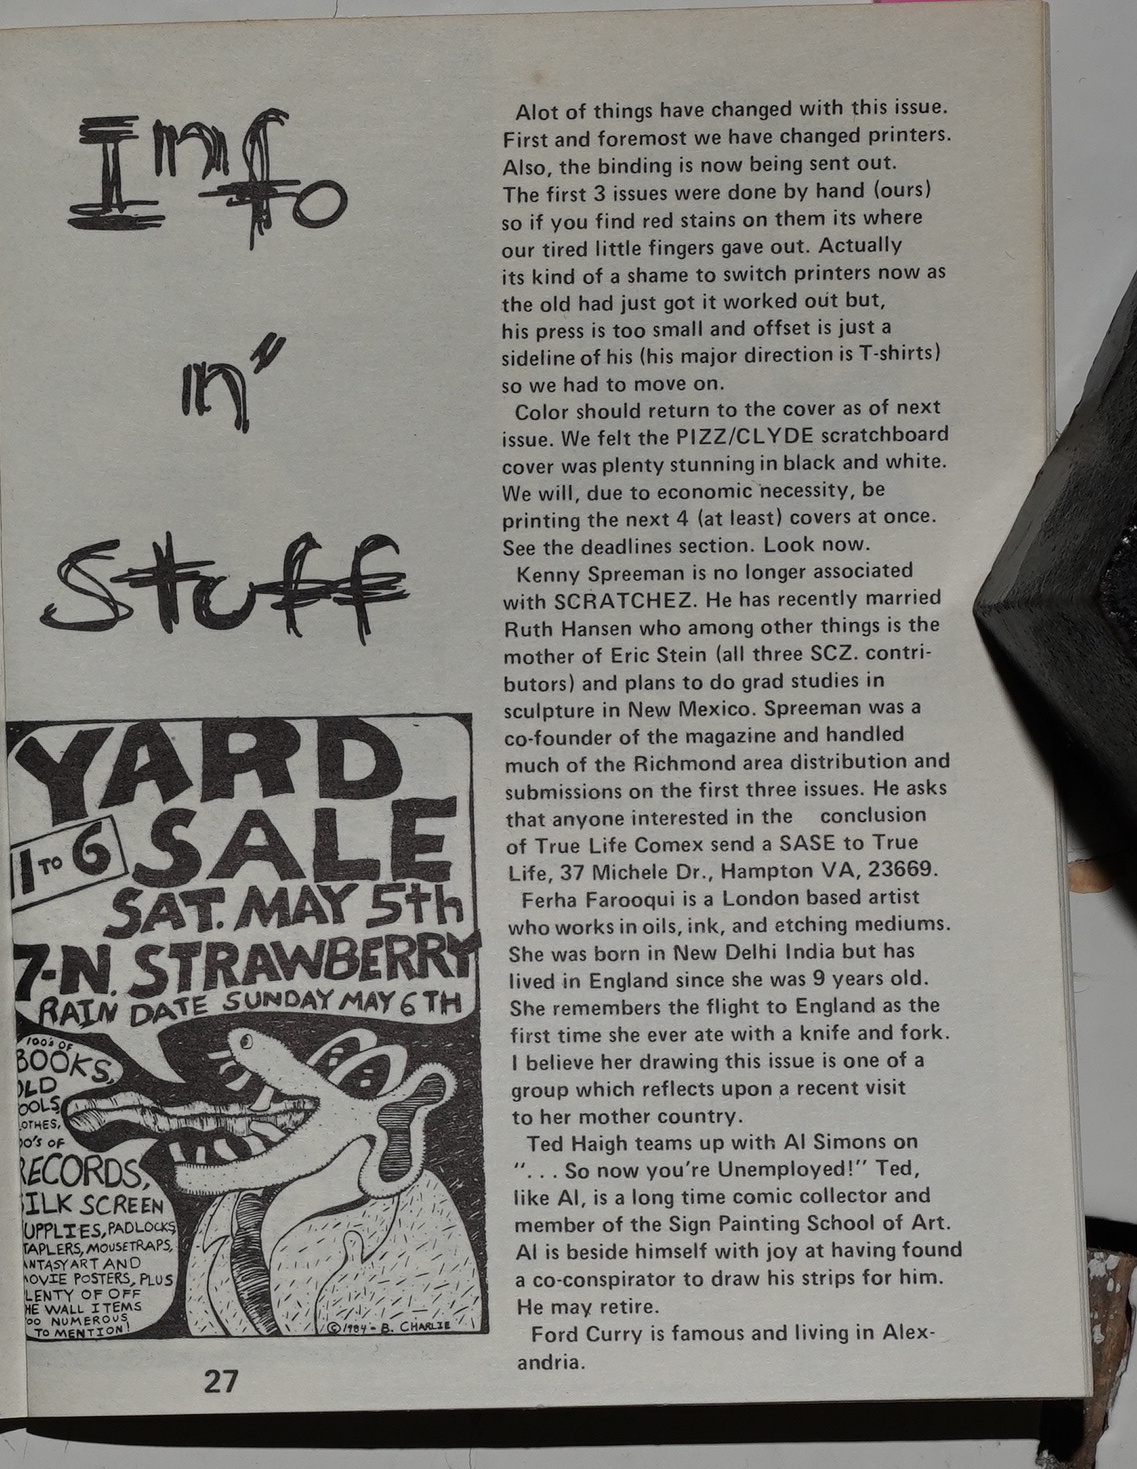 Info
n"
Stuff
Alot of things have changed with this issue.
First and foremost we have changed printers.
Also, the binding is now being sent out.
The first 3 issues were done by hand (ours)
so if you find red stains on them its where
our tired little fingers gave out. Actually
its kind of a shame to switch printers now as
the old had just got it worked out but,
his press is too small and offset is just a
sideline of his (his major direction is T-shirts)
so we had to move on.
Color should return to the cover as of next
issue. We felt the PIZZ/CLYDE scratchboard
cover was plenty stunning in black and white.
We will, due to economic necessity, be
printing the next 4 (at least) covers at once.
See the deadlines section. Look now.
Kenny Spreeman is no longer associated
with SCRATCHEZ. He has recently married
Ruth Hansen who among other things is the
mother of Eric Stein (all three SCZ. contri-
butors) and plans to do grad studies in
sculpture in New Mexico. Spreeman was a
co-founder of the magazine and handled
much of the Richmond area distribution and
submissions on the first three issues. He asks
that anyone interested in the conclusion
of True Life Comex send a SASE to True
Life, 37 Michele Dr., Hampton VA, 23669.
Ferha Farooqui is a London based artist
who works in oils, ink, and etching mediums.
She was born in New Delhi India but has
lived in England since she was 9 years old.
She remembers the flight to England as the
first time she ever ate with a knife and fork.
I believe her drawing this issue is one of a
group which reflects upon a recent visit
to her mother country.
Ted Haigh teams up with Al Simons on
"... So now you're Unemployed!" Ted,
like Al, is a long time comic collector and
member of the Sign Painting School of Art.
Al is beside himself with joy at having found
a co-conspirator to draw his strips for him.
He may retire.
Ford Curry is famous and living in Alex-
andria.
YARD
SALE
1 TO 6
SAT. MAY 5th
7-N. STRAWBERRY
RAIN DATE SUNDAY MAY 6TH
100's OF
BOOKS,
OLD
OOLS,
LOTHES,
00's OF
RECORDS,
SILK SCREEN
UPPLIES, PADLOCKS,
TAPLERS, MOUSETRAPS,
ANTASY ART AND
OVIE POSTERS, PLUS
LENTY OF OFF
HE WALL ITEMS
OO NUMEROUS
TO MENTION!
©1984 - B. CHARLIE
27